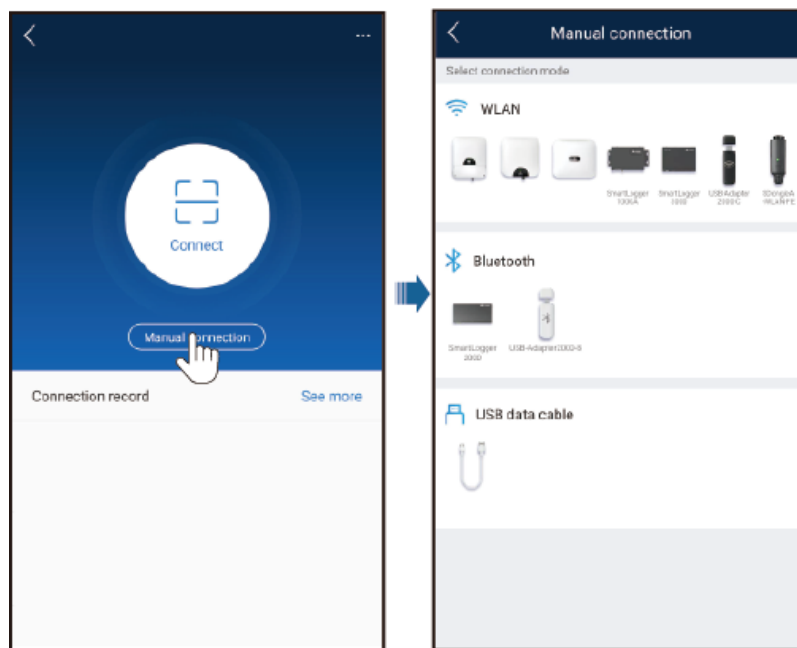 ...
Connect
Manual connection
Connection record
See more
Manual connection
Select connection mode
WLAN
SmartLogger
SmartLogger
USB-Adapter
Bluetooth
SmartLogger
USB-Adapter2000-B
USB data cable